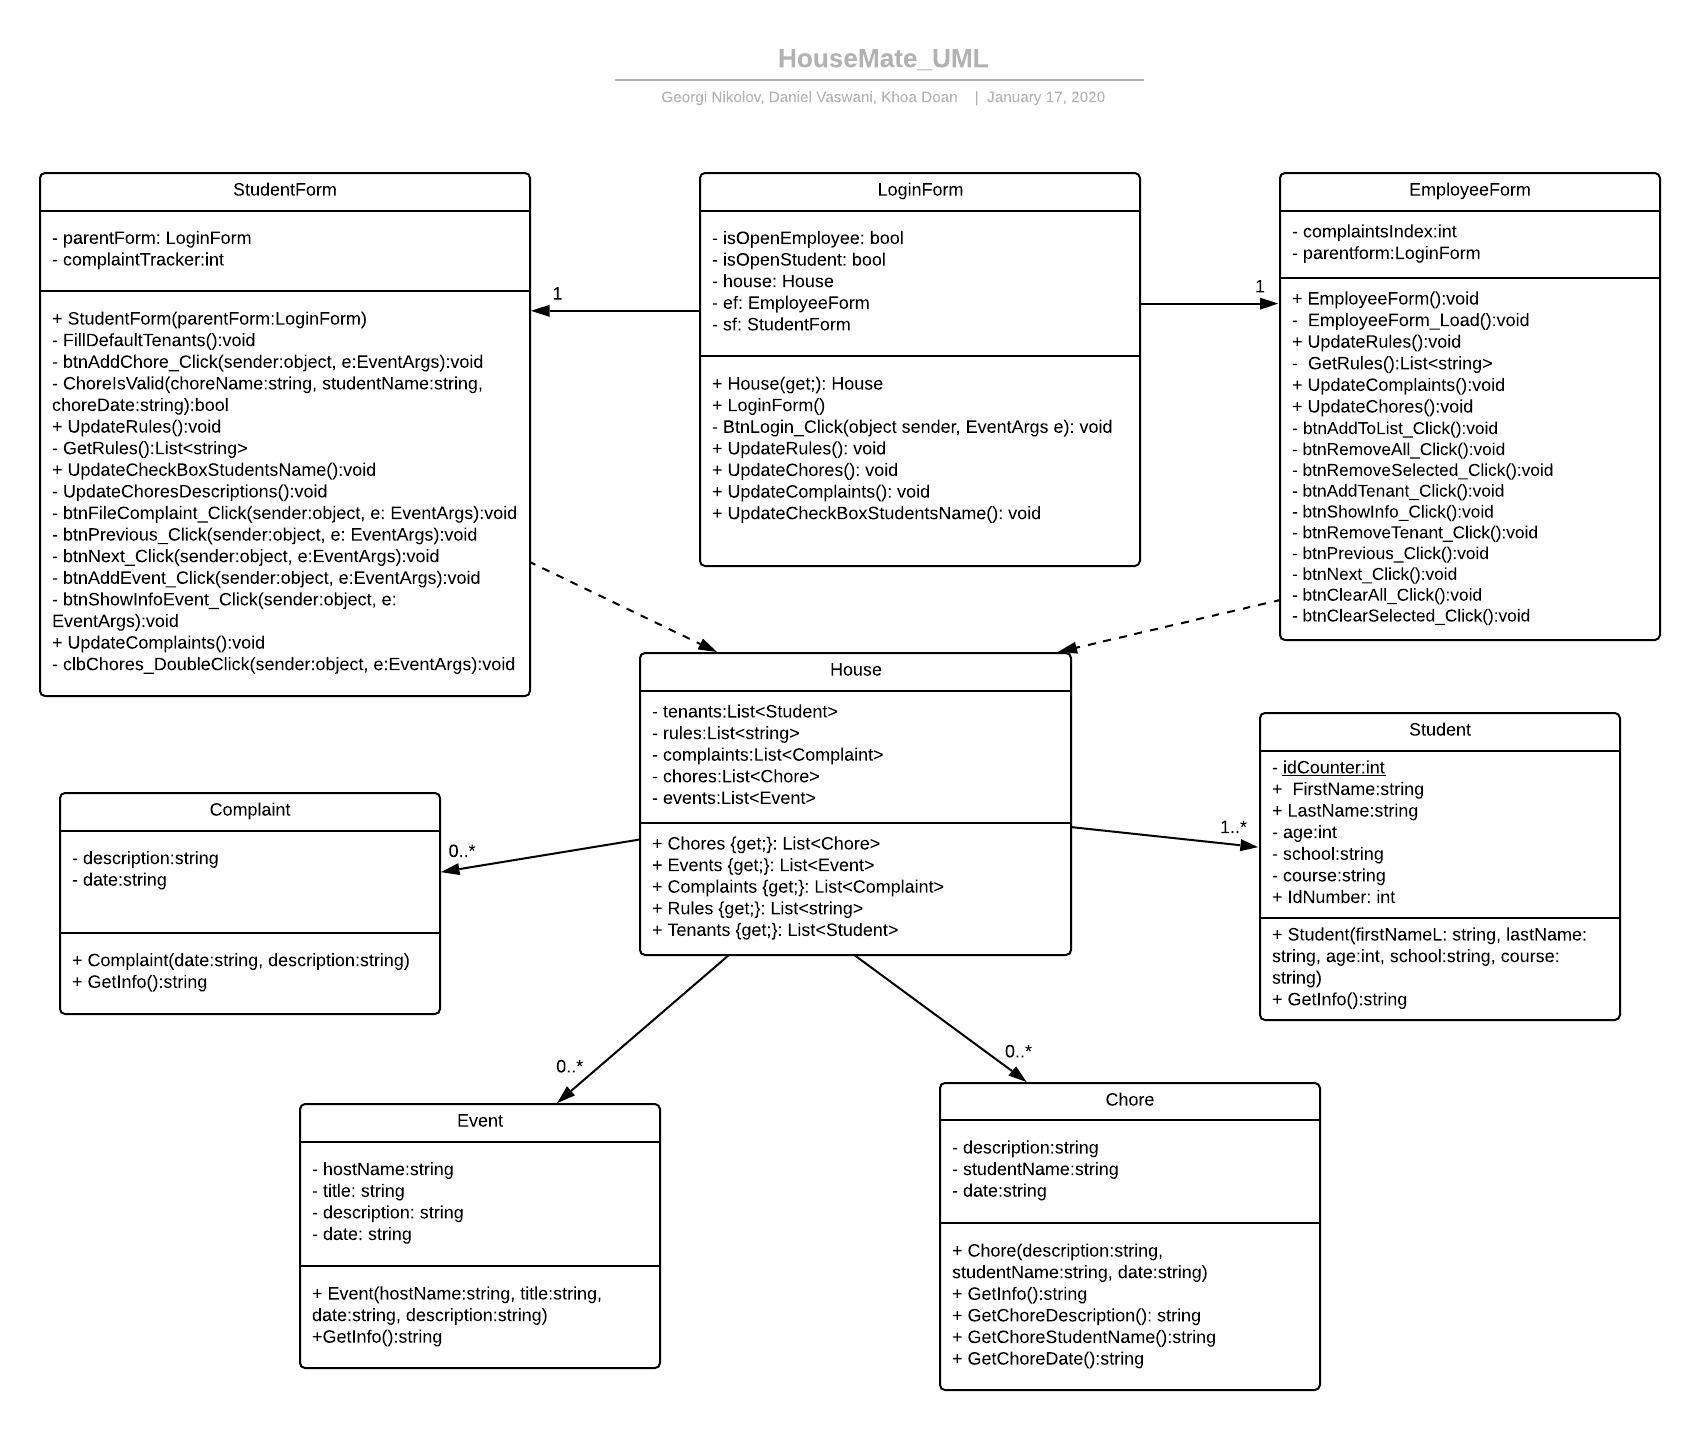 HouseMate_UML
Georgi Nikolov, Daniel Vaswani, Khoa Doan | January 17, 2020
StudentForm
- parentForm: LoginForm
- complaintTracker:int
+ StudentForm(parentForm:LoginForm)
- FillDefaultTenants():void
- btnAddChore_Click(sender:object, e:EventArgs):void
- ChoreIsValid(choreName:string, studentName:string,
choreDate:string):bool
+ UpdateRules():void
- GetRules():List<string>
+ UpdateCheckBoxStudentsName():void
- UpdateChoresDescriptions():void
- btnFileComplaint_Click(sender:object, e: EventArgs):void
- btnPrevious_Click(sender:object, e: EventArgs):void
- btnNext_Click(sender:object, e:EventArgs):void
- btnAddEvent_Click(sender:object, e:EventArgs):void
- btnShowInfoEvent_Click(sender:object, e:
EventArgs):void
+ UpdateComplaints():void
- clbChores_DoubleClick(sender:object, e:EventArgs):void
1
LoginForm
- isOpenEmployee: bool
- isOpenStudent: bool
- house: House
- ef: EmployeeForm
- sf: StudentForm
+ House(get;): House
+ LoginForm()
- BtnLogin_Click(object sender, EventArgs e): void
+ UpdateRules(): void
+ UpdateChores(): void
+ UpdateComplaints(): void
+ UpdateCheckBoxStudentsName(): void
1
EmployeeForm
- complaintsIndex:int
- parentform:LoginForm
+ EmployeeForm():void
-  EmployeeForm_Load():void
+ UpdateRules():void
-  GetRules():List<string>
+ UpdateComplaints():void
+ UpdateChores():void
- btnAddToList_Click():void
- btnRemoveAll_Click():void
- btnRemoveSelected_Click():void
- btnAddTenant_Click():void
- btnShowInfo_Click():void
- btnRemoveTenant_Click():void
- btnPrevious_Click():void
- btnNext_Click():void
- btnClearAll_Click():void
- btnClearSelected_Click():void
House
- tenants:List<Student>
- rules:List<string>
- complaints:List<Complaint>
- chores:List<Chore>
- events:List<Event>
+ Chores {get;}: List<Chore>
+ Events {get;}: List<Event>
+ Complaints {get;}: List<Complaint>
+ Rules {get;}: List<string>
+ Tenants {get;}: List<Student>
Complaint
- description:string
- date:string
+ Complaint(date:string, description:string)
+ GetInfo():string
0..*
1..*
Student
- idCounter:int
+  FirstName:string
+ LastName:string
- age:int
- school:string
- course:string
+ IdNumber: int
+ Student(firstNameL: string, lastName:
string, age:int, school:string, course:
string)
+ GetInfo():string
0..*
Event
- hostName:string
- title: string
- description: string
- date: string
+ Event(hostName:string, title:string,
date:string, description:string)
+GetInfo():string
0..*
Chore
- description:string
- studentName:string
- date:string
+ Chore(description:string,
studentName:string, date:string)
+ GetInfo():string
+ GetChoreDescription(): string
+ GetChoreStudentName():string
+ GetChoreDate():string